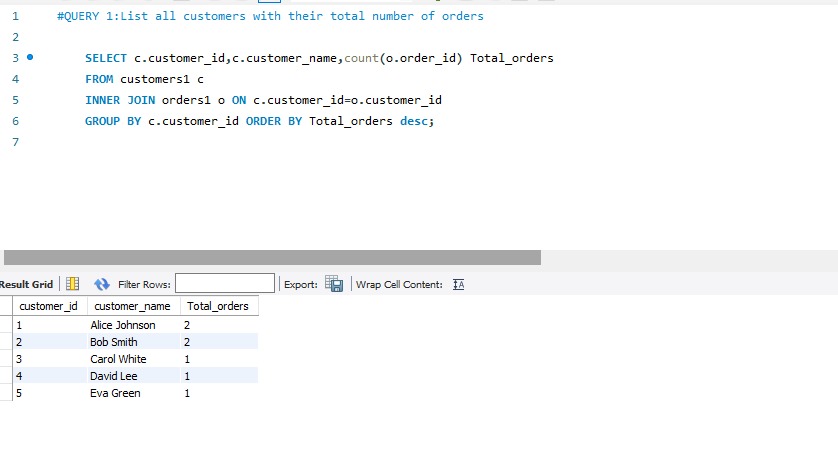 1 #QUERY 1:List all customers with their total number of orders
2
3 SELECT c.customer_id,c.customer_name,count(o.order_id) Total_orders
4 FROM customers1 c
5 INNER JOIN orders1 o ON c.customer_id=o.customer_id
6 GROUP BY c.customer_id ORDER BY Total_orders desc;
7
Result Grid Filter Rows: Export: Wrap Cell Content: IA
customer_id customer_name Total_orders
1 Alice Johnson 2
2 Bob Smith 2
3 Carol White 1
4 David Lee 1
5 Eva Green 1